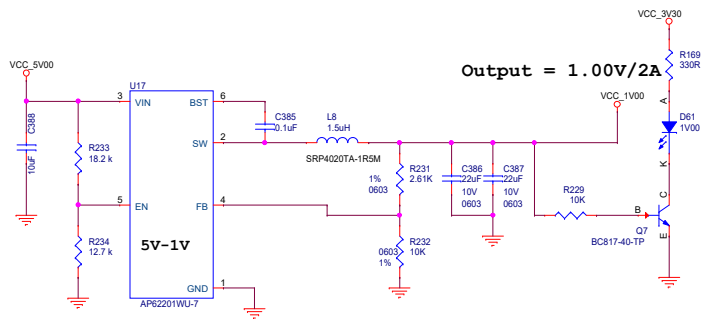 VCC_3V30
R169
330R
Output = 1.00V/2A
VCC_5V00
U17
VCC_1V00
3
VIN
BST
6
C385
0.1uF
L8
1.5uH
A
D61
1V00
K
C388
10uF
R233
18.2 k
SW
2
SRP4020TA-1R5M
1%
0603
R231
2.61K
C386
22uF
10V
0603
C387
22uF
10V
0603
R229
10K
C
B
Q7
BC817-40-TP
E
5
EN
FB
4
R234
12.7 k
5V-1V
0603
1%
R232
10K
GND
1
AP62201WU-7